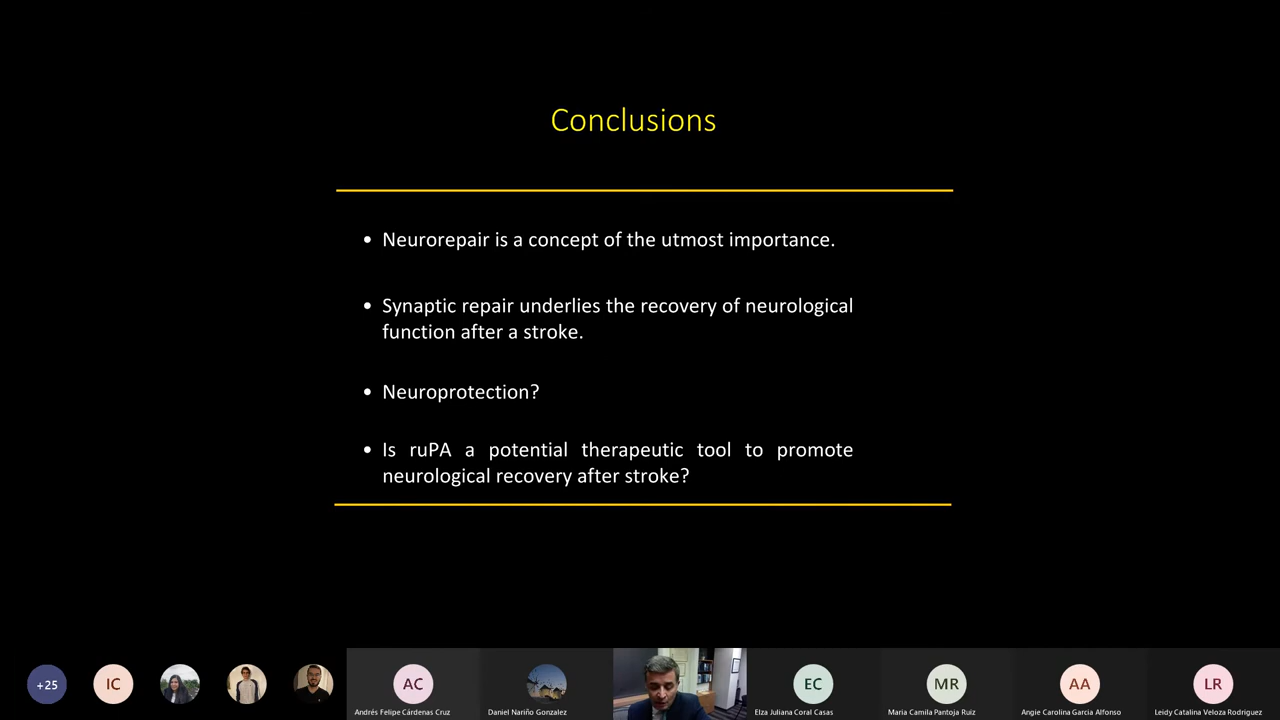 Conclusions
• Neurorepair is a concept of the utmost importance.
• Synaptic repair underlies the recovery of neurological
function after a stroke.
• Neuroprotection?
• Is ruPA a potential therapeutic tool to promote
neurological recovery after stroke?
+25
IC
AC
EC
MR
AA
LR
Andrés Felipe Cárdenas Cruz
Daniel Nariño Gonzalez
Elza Juliana Coral Casas
Maria Camila Pantoja Ruiz
Angie Carolina Garcia Alfonso
Leidy Catalina Veloza Rodriguez